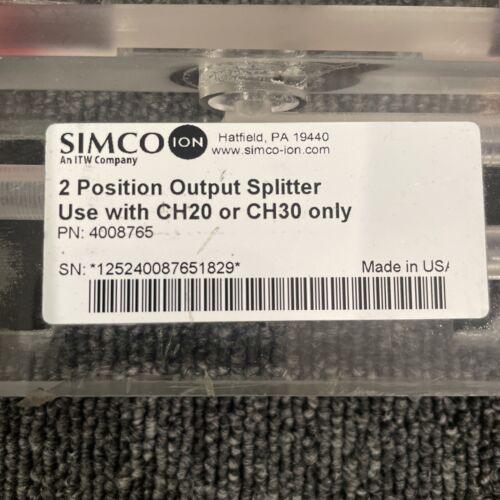 SIMCO ION Hatfield, PA 19440
An ITW Company www.simco-ion.com
2 Position Output Splitter
Use with CH20 or CH30 only
PN: 4008765
SN: *125240087651829* Made in USA